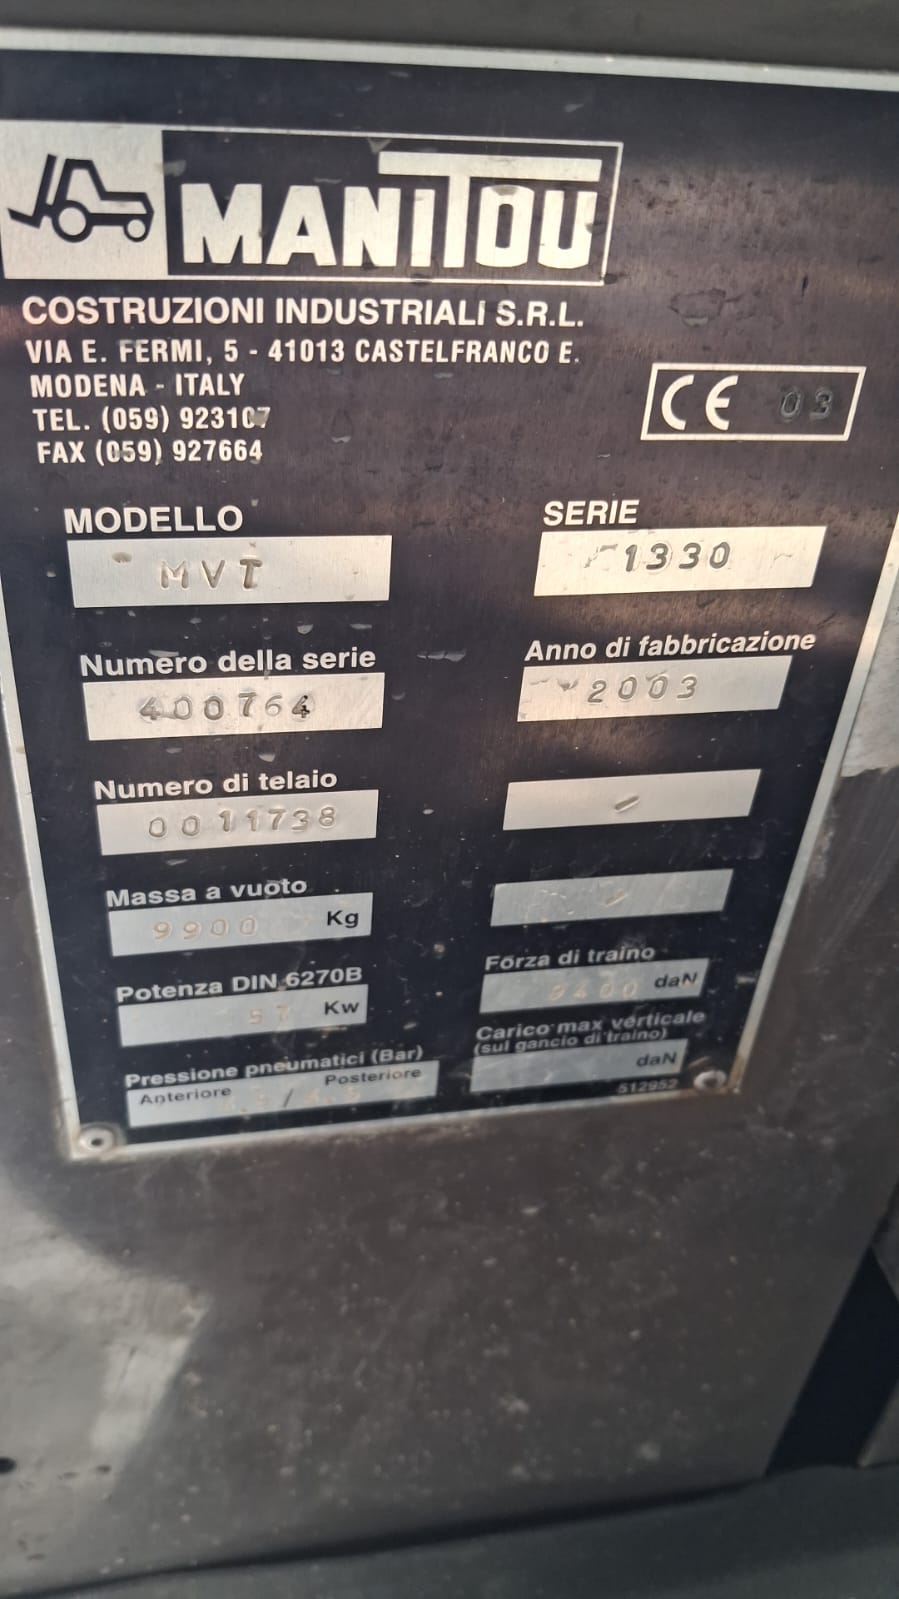 MANITOU
COSTRUZIONI INDUSTRIALI S.R.L.
VIA E. FERMI, 5 - 41013 CASTELFRANCO E.
MODENA - ITALY
TEL. (059) 923107
FAX (059) 927664
CE 03
MODELLO
MVT
SERIE
1330
Numero della serie
400764
Anno di fabbricazione
2003
Numero di telaio
0011738
Massa a vuoto
9900 Kg
Potenza DIN 6270B
57 Kw
Forza di traino
9400 daN
Carico max verticale
(sul gancio di traino)
daN
Pressione pneumatici (Bar)
Anteriore
Posteriore
/
512952